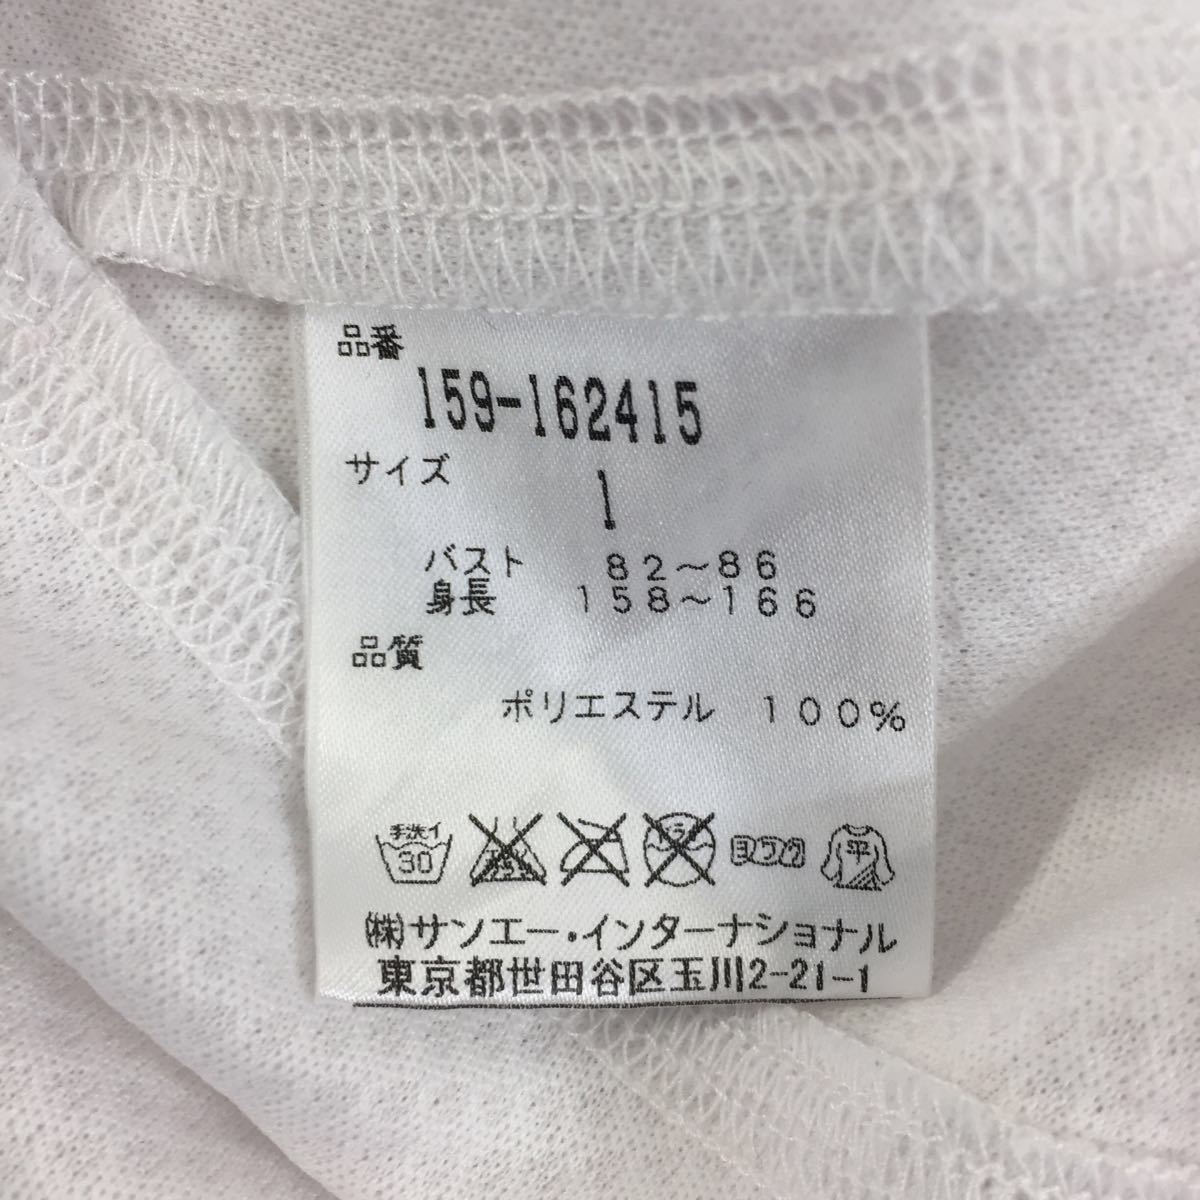 品番
159-162415
サイズ
1
バスト 82~86
身長 158~166
品質
ポリエステル 100%
手洗イ 30 ヨワク 平
(株)サンエー・インターナショナル
東京都世田谷区玉川2-21-1